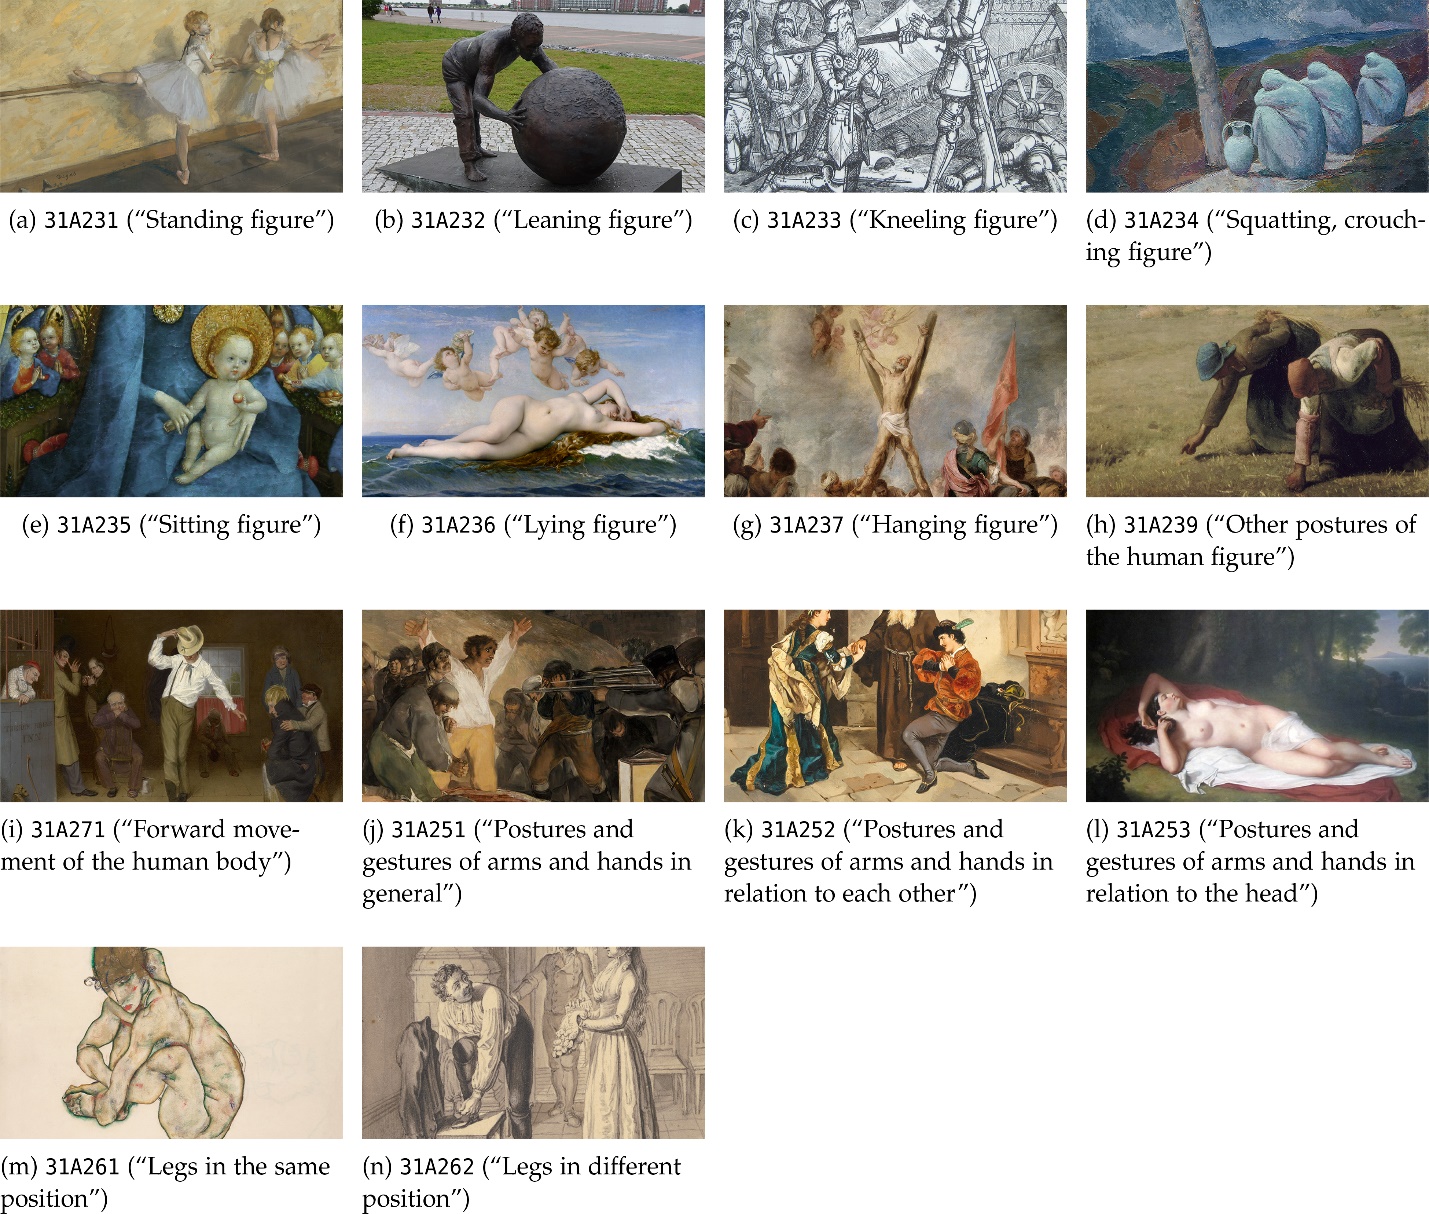 (a) 31A231 (“Standing figure”)
(b) 31A232 (“Leaning figure”)
(c) 31A233 (“Kneeling figure”)
(d) 31A234 (“Squatting, crouch-
ing figure”)
(e) 31A235 (“Sitting figure”)
(f) 31A236 (“Lying figure”)
(g) 31A237 (“Hanging figure”)
(h) 31A239 (“Other postures of
the human figure”)
(i) 31A271 (“Forward move-
ment of the human body”)
(j) 31A251 (“Postures and
gestures of arms and hands in
general”)
(k) 31A252 (“Postures and
gestures of arms and hands in
relation to each other”)
(l) 31A253 (“Postures and
gestures of arms and hands in
relation to the head”)
(m) 31A261 (“Legs in the same
position”)
(n) 31A262 (“Legs in different
position”)